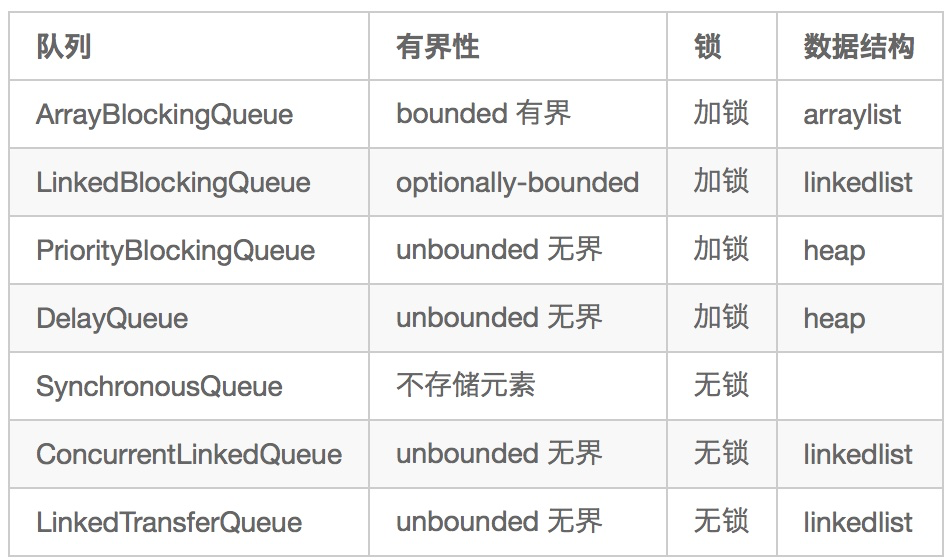 队列 有界性 锁 数据结构
ArrayBlockingQueue bounded 有界 加锁 arraylist
LinkedBlockingQueue optionally-bounded 加锁 linkedlist
PriorityBlockingQueue unbounded 无界 加锁 heap
DelayQueue unbounded 无界 加锁 heap
SynchronousQueue 不存储元素 无锁
ConcurrentLinkedQueue unbounded 无界 无锁 linkedlist
LinkedTransferQueue unbounded 无界 无锁 linkedlist